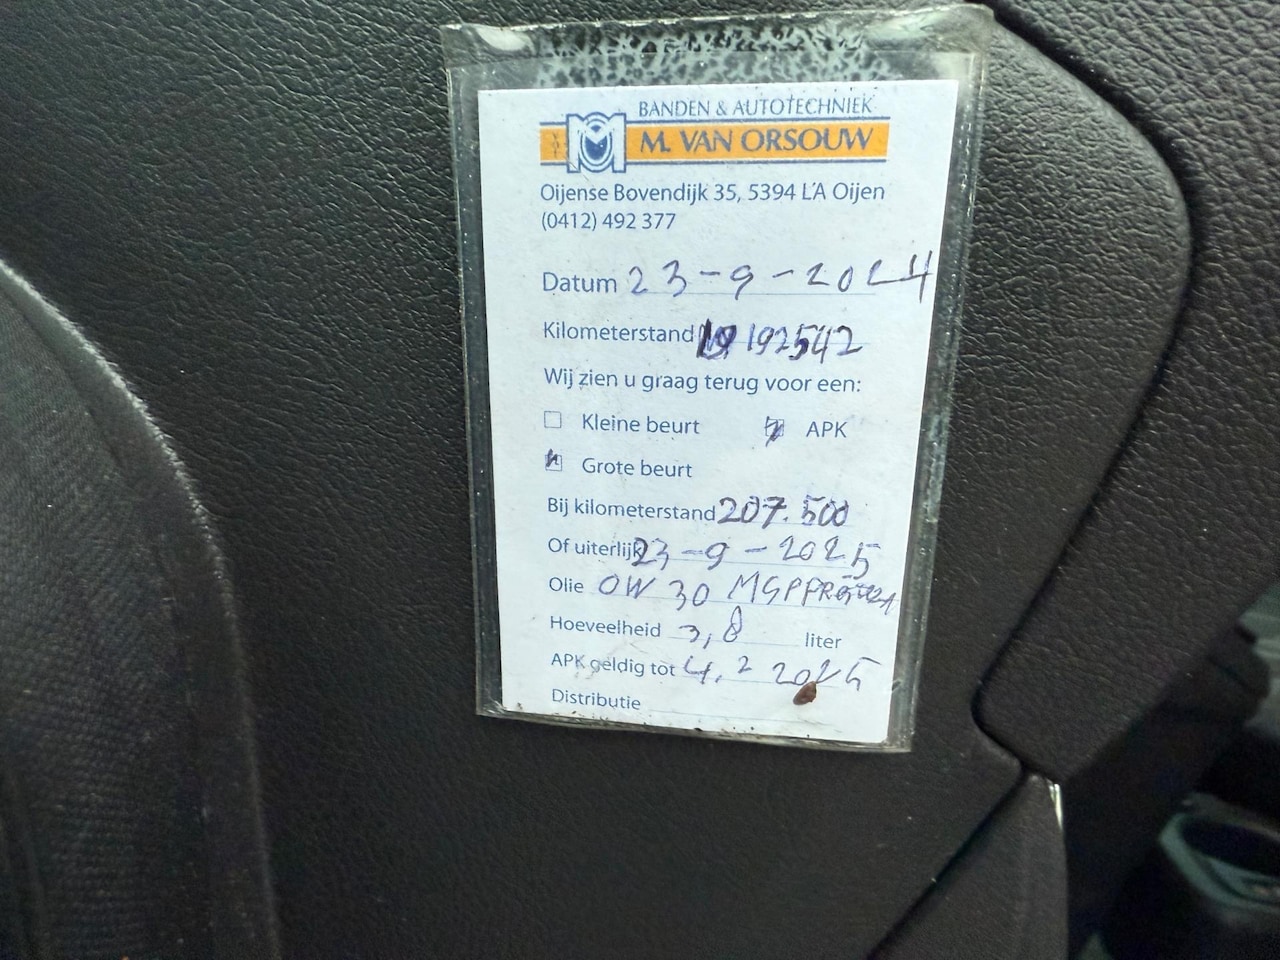 BANDEN & AUTOTECHNIEK
M. VAN ORSOUW
Oijense Bovendijk 35, 5394 LA Oijen
(0412) 492 377
Datum 23-9-2024
Kilometerstand 192542
Wij zien u graag terug voor een:
Kleine beurt APK
Grote beurt
Bij kilometerstand 207.500
Of uiterlijk 23-9-2025
Olie 0W 30
Hoeveelheid 3,8 liter
APK geldig tot 4,2 2025
Distributie